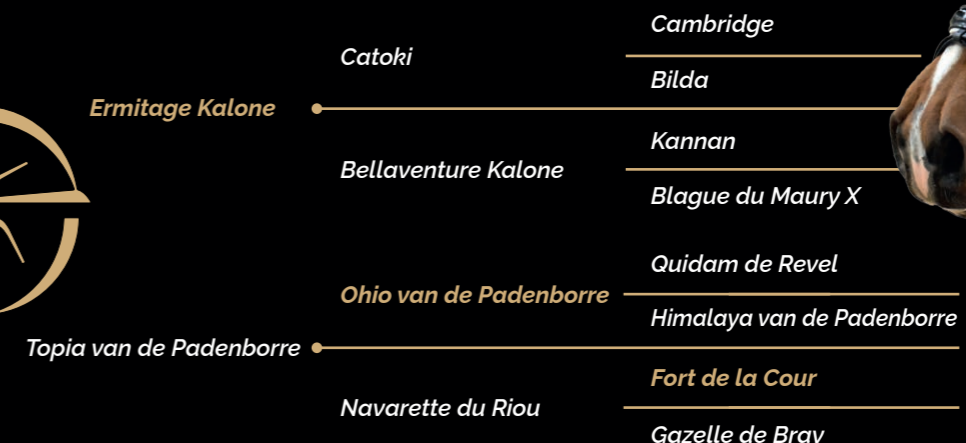 Cambridge
Catoki
Bilda
Ermitage Kalone
Kannan
Bellaventure Kalone
Blague du Maury X
Quidam de Revel
Ohio van de Padenborre
Himalaya van de Padenborre
Topia van de Padenborre
Fort de la Cour
Navarette du Riou
Gazelle de Bray